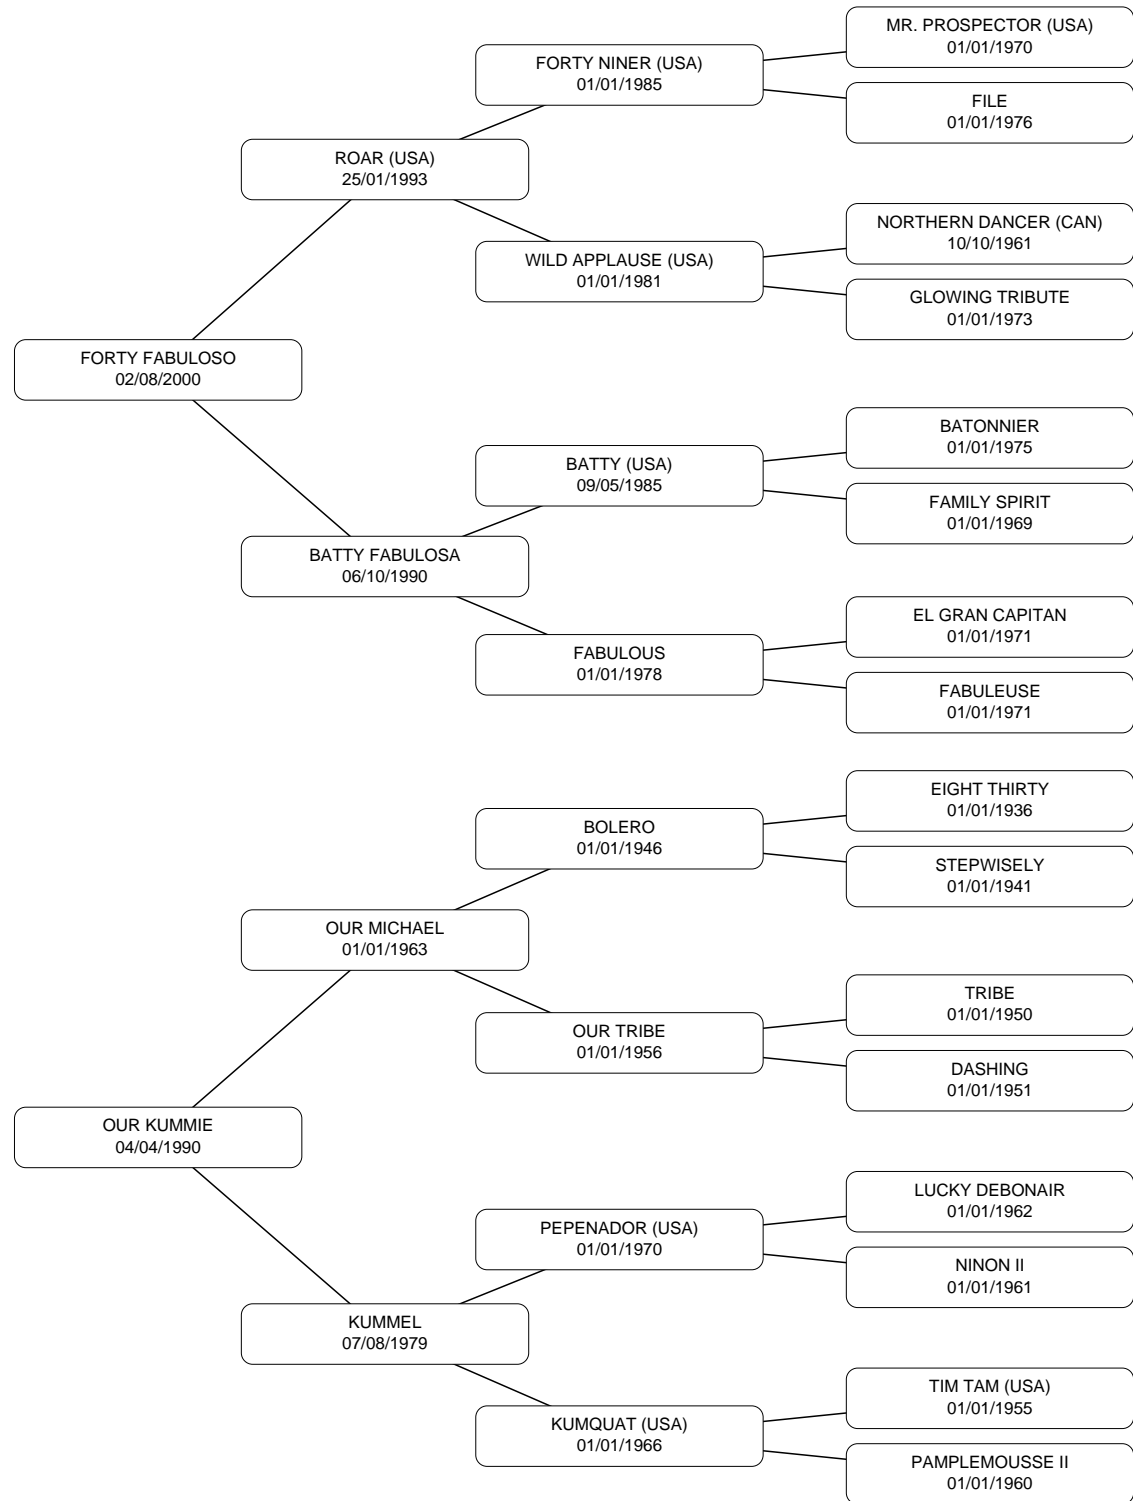 MR. PROSPECTOR (USA)
01/01/1970
FORTY NINER (USA)
01/01/1985
FILE
01/01/1976
ROAR (USA)
25/01/1993
NORTHERN DANCER (CAN)
10/10/1961
WILD APPLAUSE (USA)
01/01/1981
GLOWING TRIBUTE
01/01/1973
FORTY FABULOSO
02/08/2000
BATONNIER
01/01/1975
BATTY (USA)
09/05/1985
FAMILY SPIRIT
01/01/1969
BATTY FABULOSA
06/10/1990
EL GRAN CAPITAN
01/01/1971
FABULOUS
01/01/1978
FABULEUSE
01/01/1971
EIGHT THIRTY
01/01/1936
BOLERO
01/01/1946
STEPWISELY
01/01/1941
OUR MICHAEL
01/01/1963
TRIBE
01/01/1950
OUR TRIBE
01/01/1956
DASHING
01/01/1951
OUR KUMMIE
04/04/1990
LUCKY DEBONAIR
01/01/1962
PEPENADOR (USA)
01/01/1970
NINON II
01/01/1961
KUMMEL
07/08/1979
TIM TAM (USA)
01/01/1955
KUMQUAT (USA)
01/01/1966
PAMPLEMOUSSE II
01/01/1960